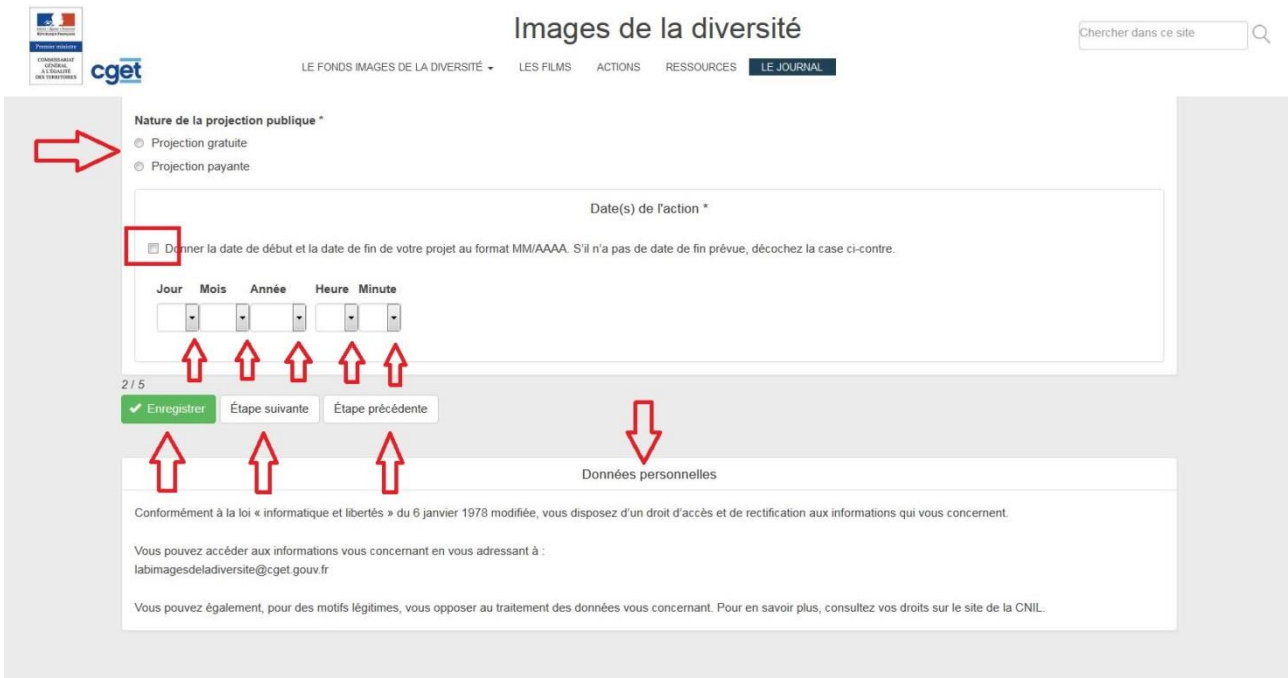 Images de la diversité
Chercher dans ce site
Premier ministre
COMMISSARIAT
GÉNÉRAL
À L'ÉGALITÉ
DES TERRITOIRES
cget
LE FONDS IMAGES DE LA DIVERSITÉ LES FILMS ACTIONS RESSOURCES LE JOURNAL
Nature de la projection publique *
Projection gratuite
Projection payante
Date(s) de l'action *
Donner la date de début et la date de fin de votre projet au format MM/AAAA. S'il n'a pas de date de fin prévue, décochez la case ci-contre.
Jour Mois Année Heure Minute
2 / 5
Enregistrer Étape suivante Étape précédente
Données personnelles
Conformément à la loi « informatique et libertés » du 6 janvier 1978 modifiée, vous disposez d'un droit d'accès et de rectification aux informations qui vous concernent.
Vous pouvez accéder aux informations vous concernant en vous adressant à :
labimagesdeladiversite@cget.gouv.fr
Vous pouvez également, pour des motifs légitimes, vous opposer au traitement des données vous concernant. Pour en savoir plus, consultez vos droits sur le site de la CNIL.